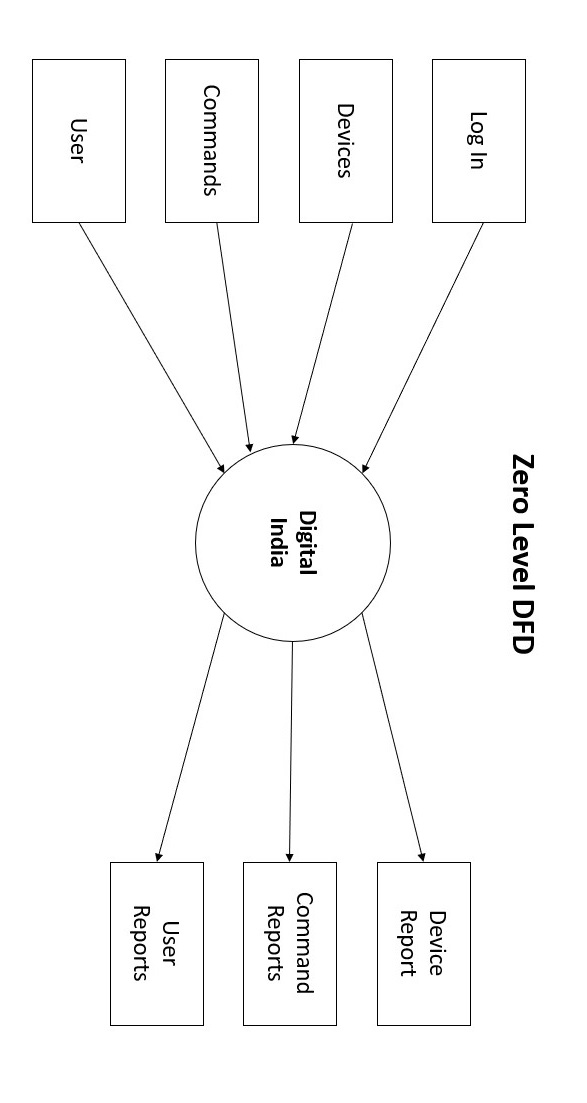 Zero Level DFD
Log In
Devices
Commands
User
Digital
India
Device
Report
Command
Reports
User
Reports